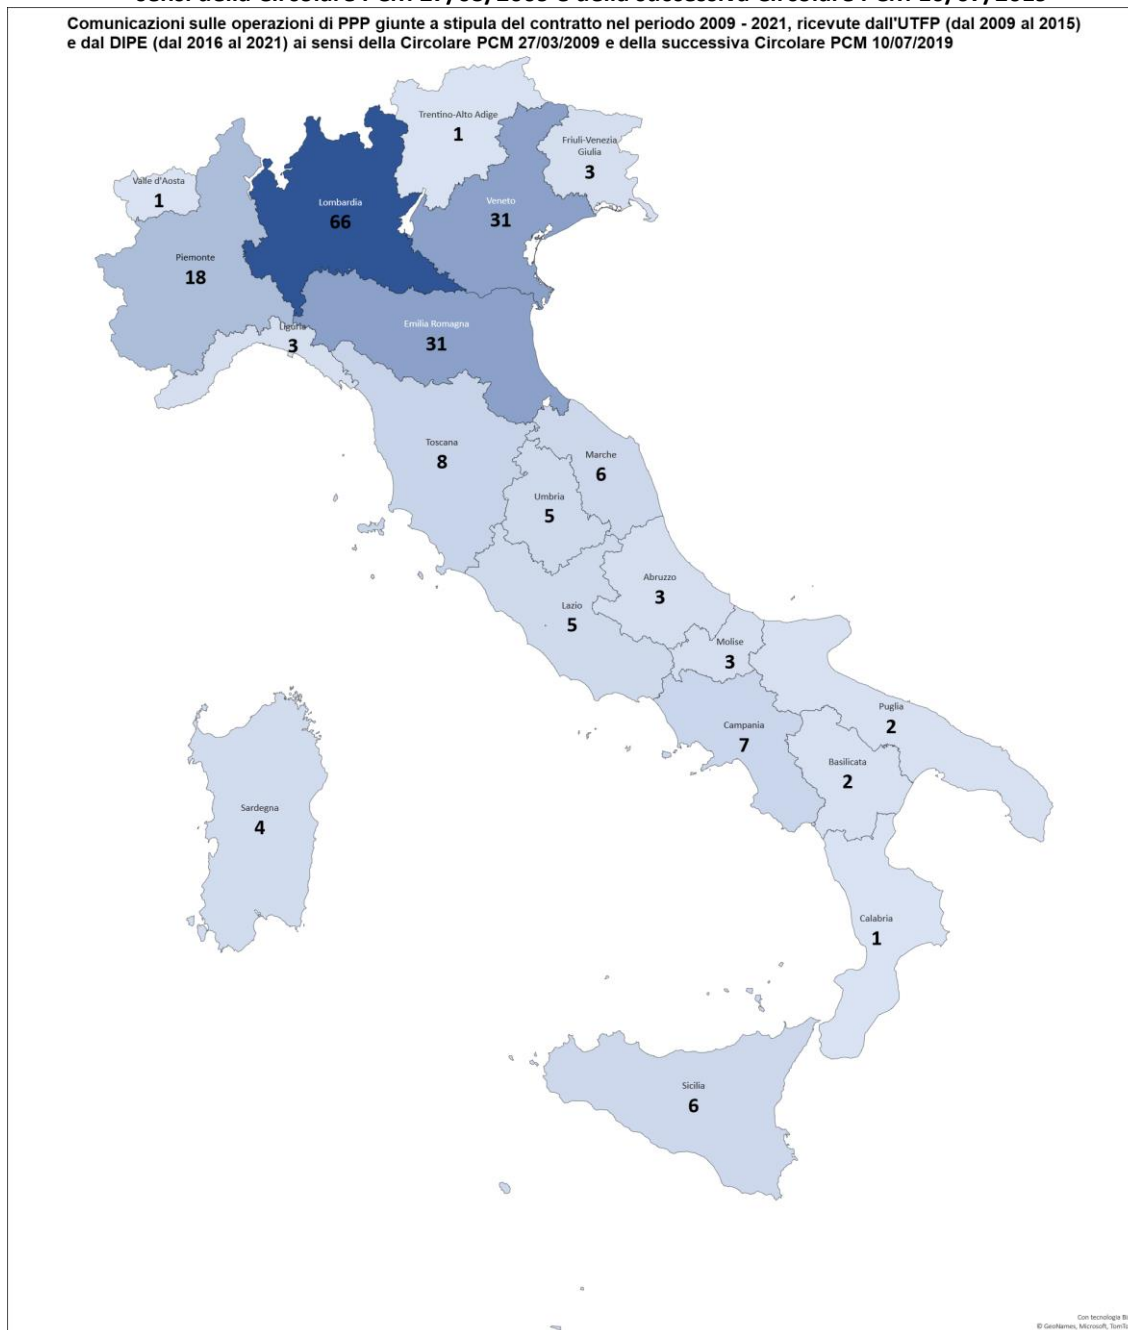 Comunicazioni sulle operazioni di PPP giunte a stipula del contratto nel periodo 2009 - 2021, ricevute dall'UTFP (dal 2009 al 2015)
e dal DIPE (dal 2016 al 2021) ai sensi della Circolare PCM 27/03/2009 e della successiva Circolare PCM 10/07/2019
Trentino-Alto Adige
1
Friuli-Venezia
Giulia
3
Valle d'Aosta
1
Lombardia
66
Veneto
31
Piemonte
18
Emilia Romagna
31
Liguria
3
Toscana
8
Marche
6
Umbria
5
Abruzzo
3
Lazio
5
Molise
3
Puglia
2
Campania
7
Basilicata
2
Sardegna
4
Calabria
1
Sicilia
6
Con tecnologia
© GeoNames, Microsoft,